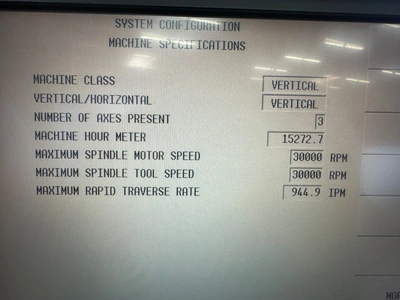 SYSTEM CONFIGURATION
MACHINE SPECIFICATIONS
MACHINE CLASS VERTICAL
VERTICAL/HORIZONTAL VERTICAL
NUMBER OF AXES PRESENT 3
MACHINE HOUR METER 15272.7
MAXIMUM SPINDLE MOTOR SPEED 30000 RPM
MAXIMUM SPINDLE TOOL SPEED 30000 RPM
MAXIMUM RAPID TRAVERSE RATE 944.9 IPM